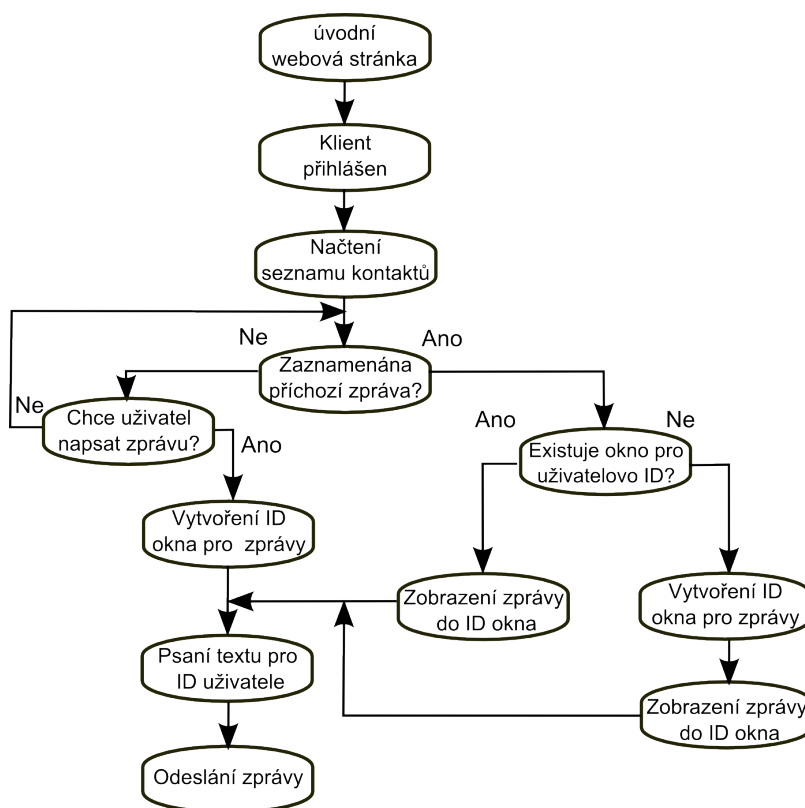 úvodní
webová stránka
Klient
přihlášen
Načtení
seznamu kontaktů
Ne
Ano
Zaznamenána
příchozí zpráva?
Ne
Chce uživatel
napsat zprávu?
Ano
Ano
Ne
Existuje okno pro
uživatelovo ID?
Vytvoření ID
okna pro zprávy
Zobrazení zprávy
do ID okna
Vytvoření ID
okna pro zprávy
Psaní textu pro
ID uživatele
Zobrazení zprávy
do ID okna
Odeslání zprávy